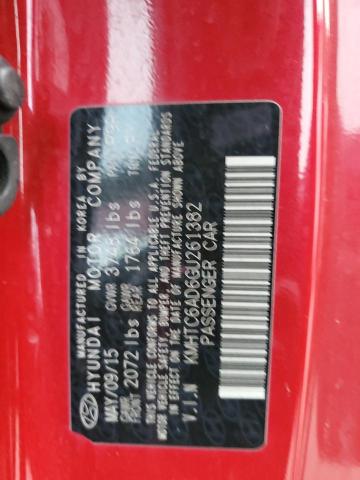 MANUFACTURED IN KOREA BY
HYUNDAI MOTOR COMPANY
MAY/09/15 GVWR lbs
GAWR FRONT 2072 lbs GAWR REAR 1764 lbs
THIS VEHICLE CONFORMS TO ALL APPLICABLE U.S.A. FEDERAL
MOTOR VEHICLE SAFETY, BUMPER, AND THEFT PREVENTION STANDARDS
IN EFFECT ON THE DATE OF MANUFACTURE SHOWN ABOVE.
V.I.N KMHTC6AD6GU261382
PASSENGER CAR